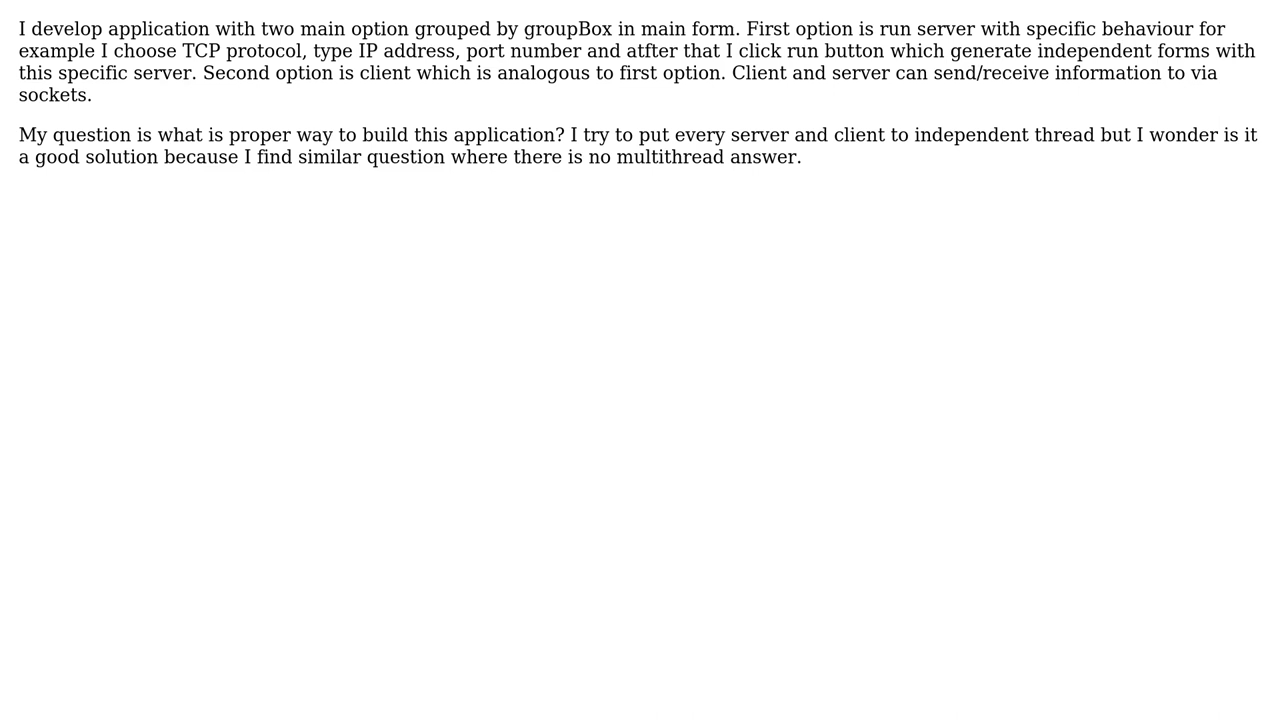 I develop application with two main option grouped by groupBox in main form. First option is run server with specific behaviour for
example I choose TCP protocol, type IP address, port number and atfter that I click run button which generate independent forms with
this specific server. Second option is client which is analogous to first option. Client and server can send/receive information to via
sockets.
My question is what is proper way to build this application? I try to put every server and client to independent thread but I wonder is it
a good solution because I find similar question where there is no multithread answer.